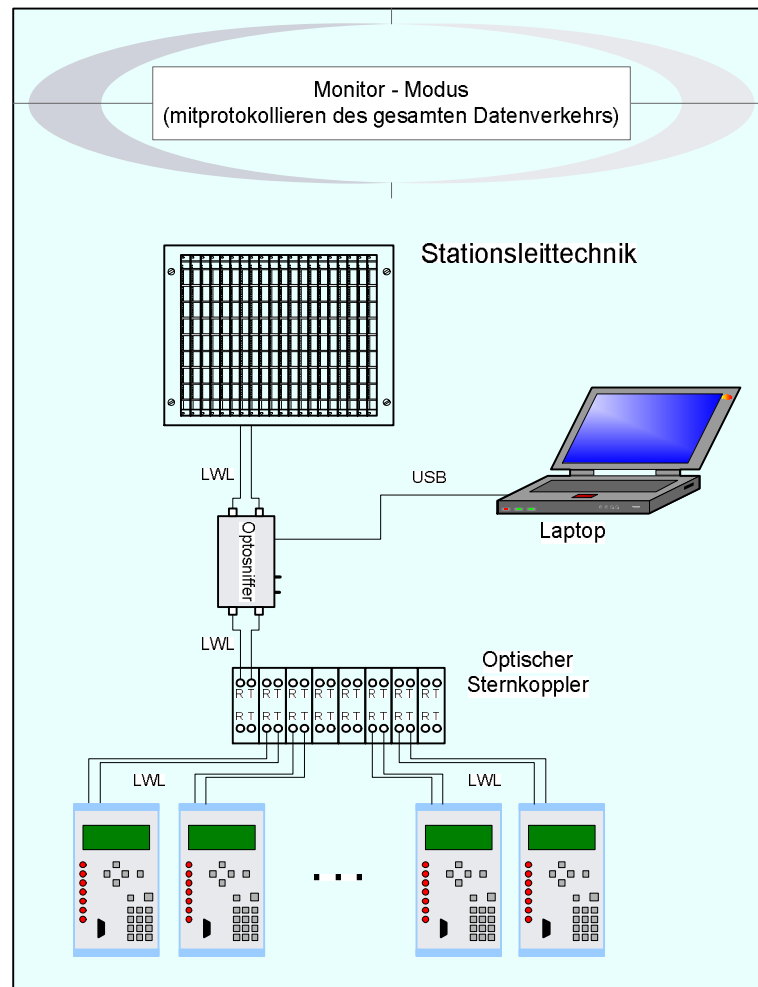 Monitor - Modus
(mitprotokollieren des gesamten Datenverkehrs)
Stationsleittechnik
LWL
USB
Optosniffer
Laptop
LWL
Optischer
Sternkoppler
R T R T R T R T R T R T R T R T
R T R T R T R T R T R T R T R T
LWL
LWL
. . .